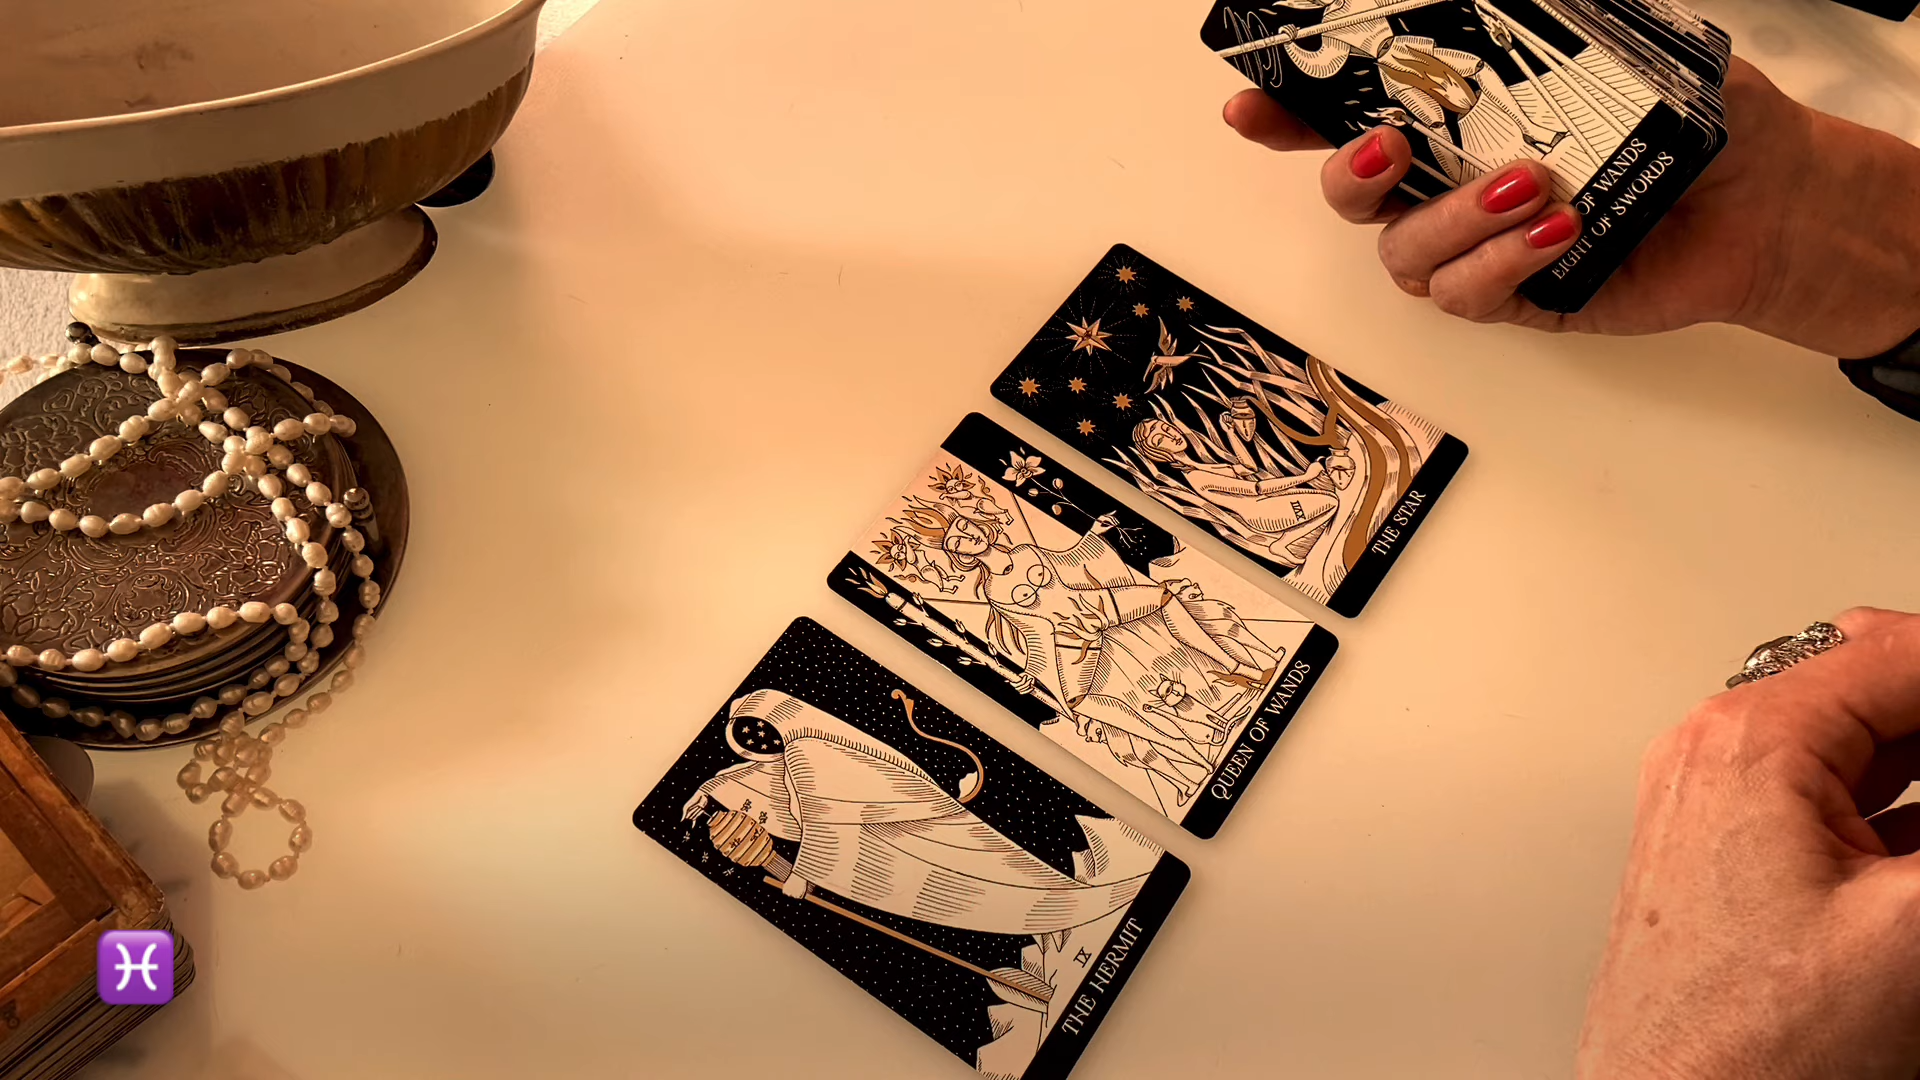 OF WANDS
EIGHT OF SWORDS
XVII
THE STAR
QUEEN OF WANDS
IX
THE HERMIT